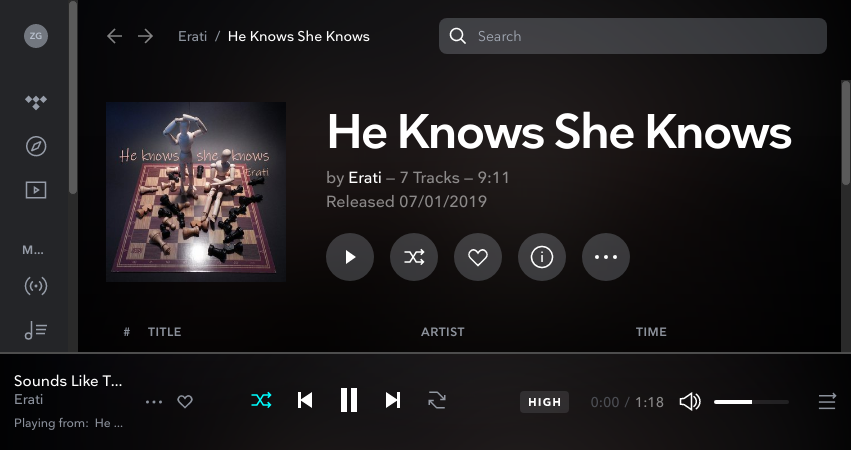 ZG
Erati / He Knows She Knows
Search
He knows she knows
Erati
He Knows She Knows
by Erati – 7 Tracks – 9:11
Released 07/01/2019
M...
# TITLE ARTIST TIME
Sounds Like T...
Erati
Playing from: He ...
HIGH
0:00 / 1:18